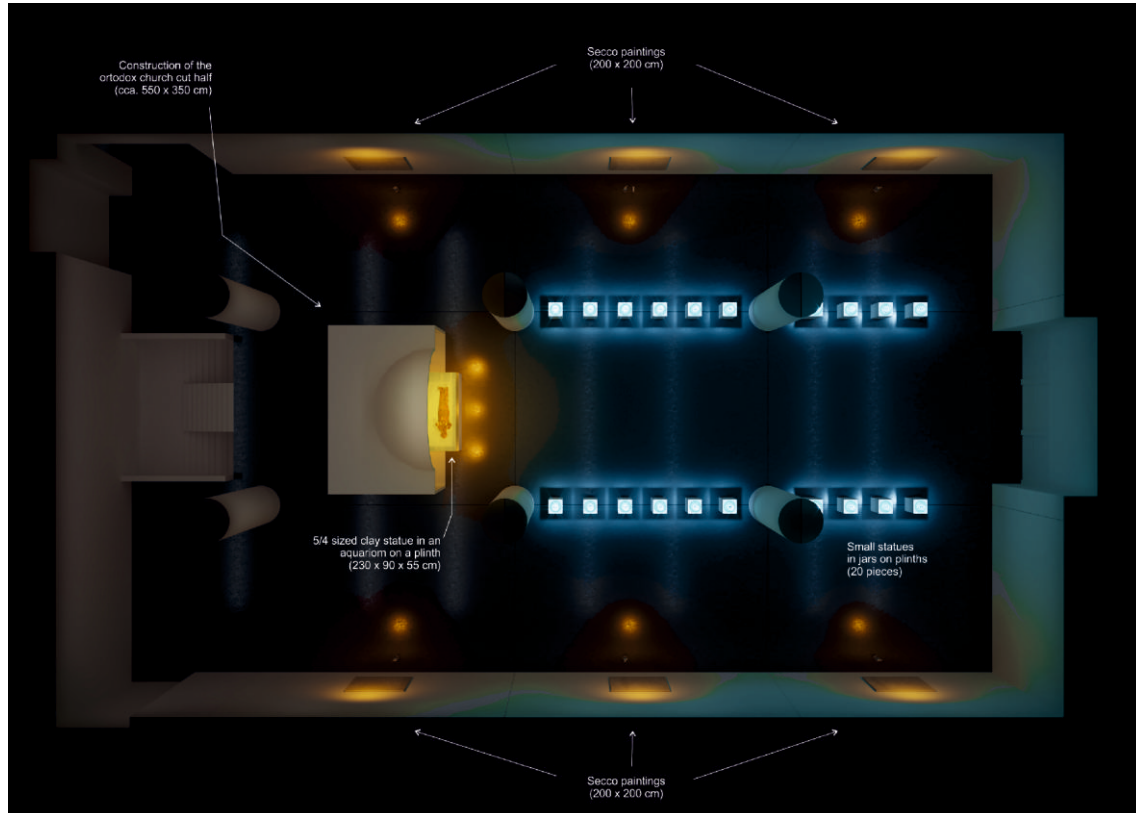 Secco paintings
(200 x 200 cm)
Construction of the
ortodox church cut half
(cca. 550 x 350 cm)
5/4 sized clay statue in an
aquariom on a plinth
(230 x 90 x 55 cm)
Small statues
in jars on plinths
(20 pieces)
Secco paintings
(200 x 200 cm)